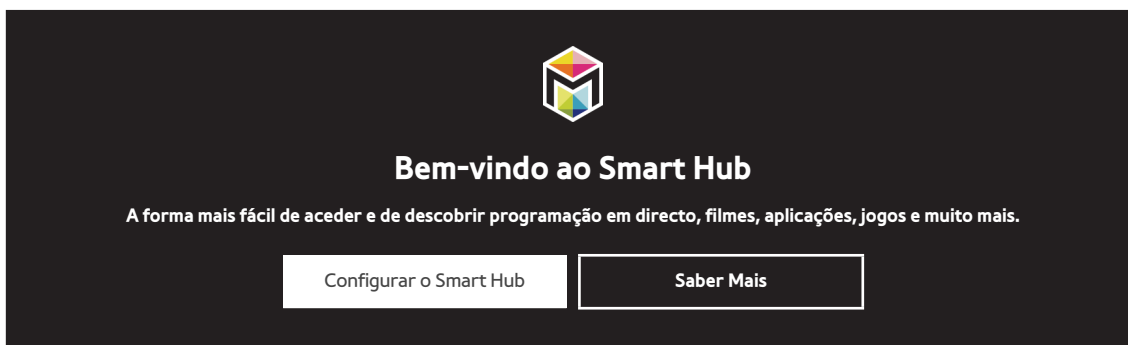 Bem-vindo ao Smart Hub
A forma mais fácil de aceder e de descobrir programação em directo, filmes, aplicações, jogos e muito mais.
Configurar o Smart Hub
Saber Mais